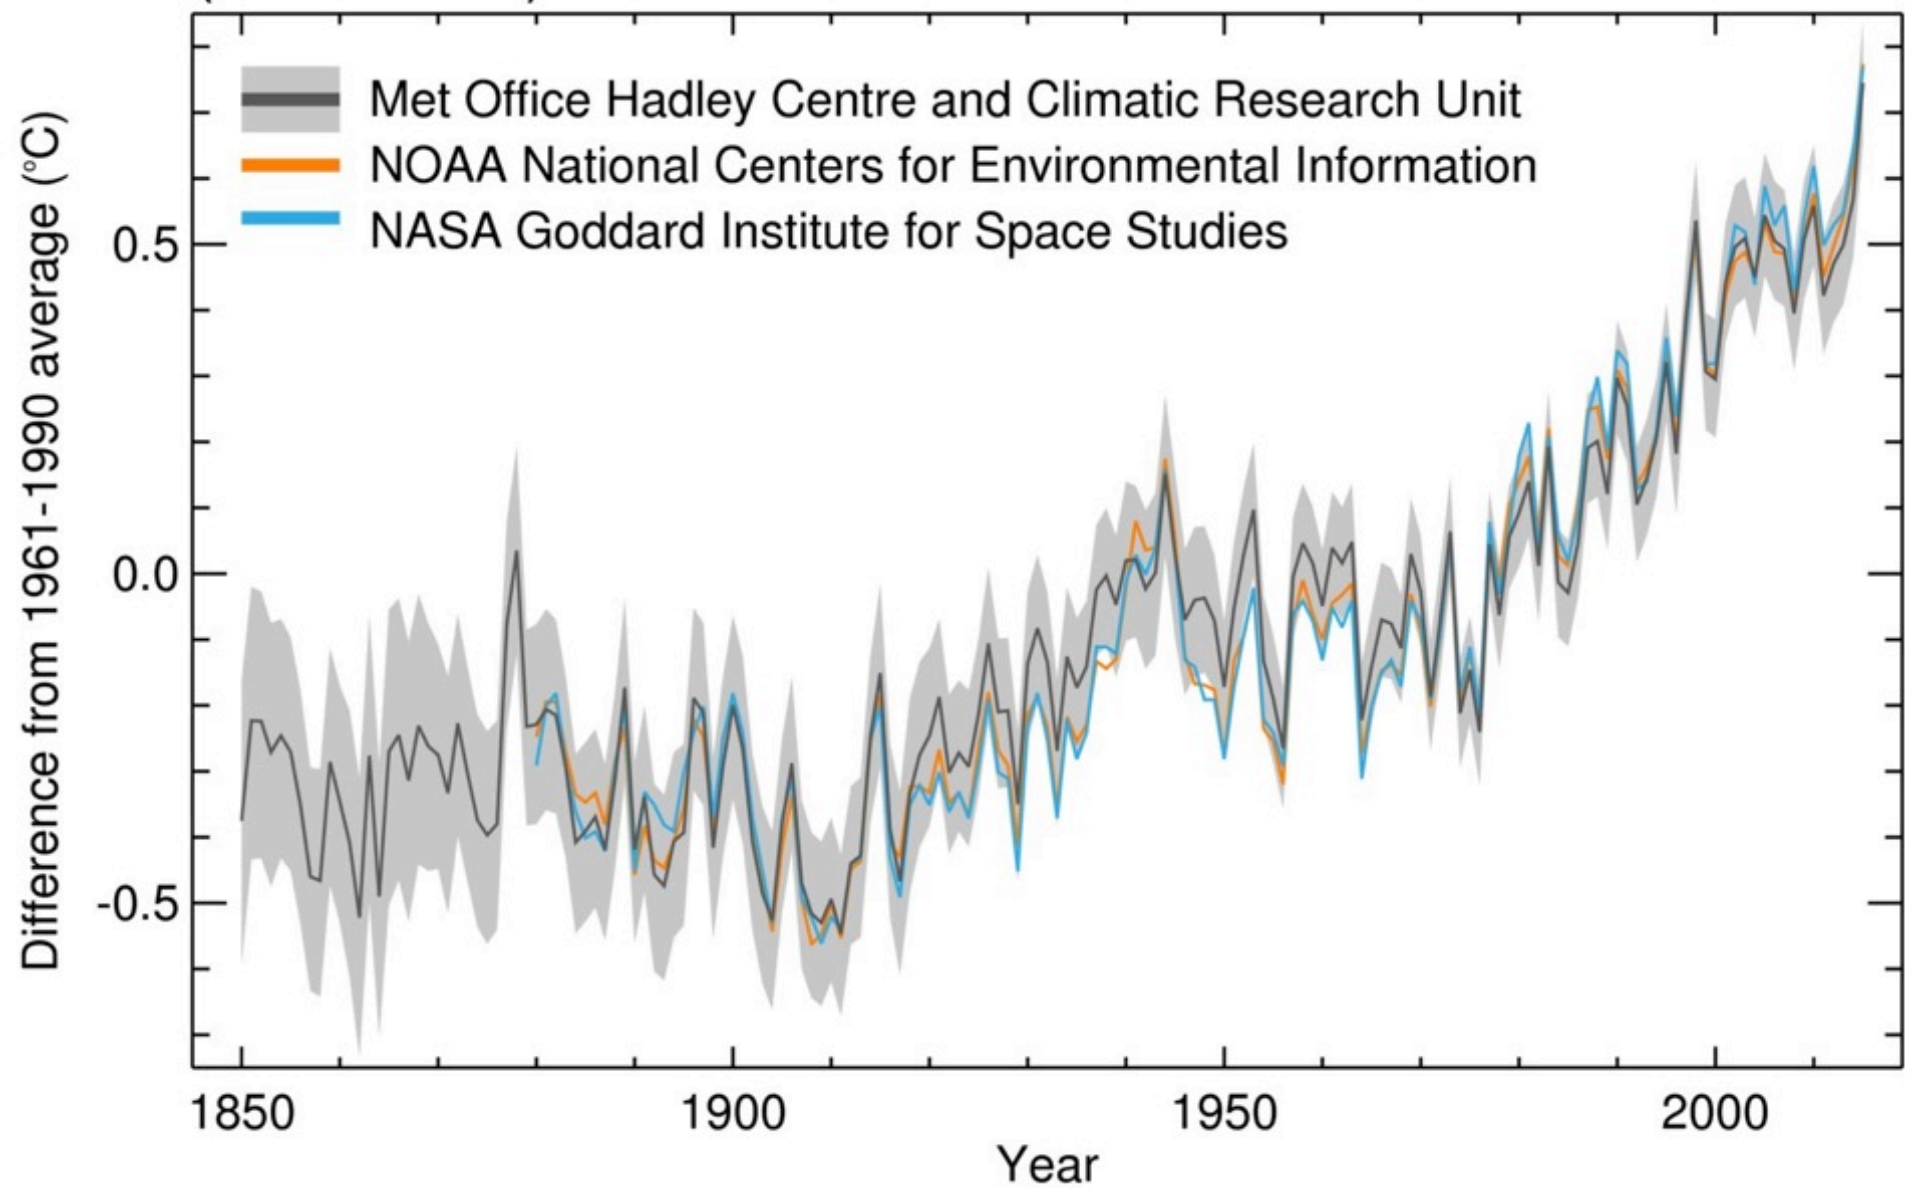 Met Office Hadley Centre and Climatic Research Unit
NOAA National Centers for Environmental Information
NASA Goddard Institute for Space Studies
Difference from 1961-1990 average (°C)
0.5
0.0
-0.5
1850
1900
1950
2000
Year